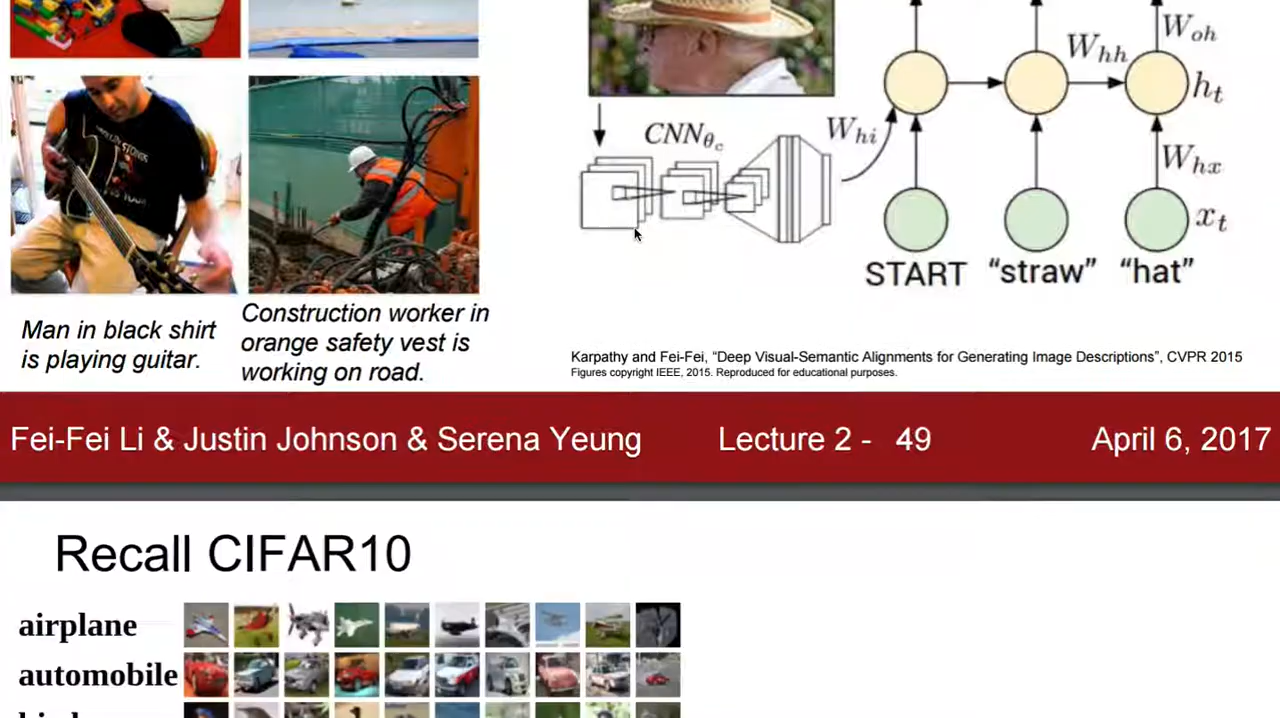 Man in black shirt
is playing guitar.
Construction worker in
orange safety vest is
working on road.
CNNθc
Whi
Whh
Woh
ht
Whx
xt
START “straw” “hat”
Karpathy and Fei-Fei, “Deep Visual-Semantic Alignments for Generating Image Descriptions”, CVPR 2015
Figures copyright IEEE, 2015. Reproduced for educational purposes.
Fei-Fei Li & Justin Johnson & Serena Yeung Lecture 2 - 49 April 6, 2017
Recall CIFAR10
airplane
automobile